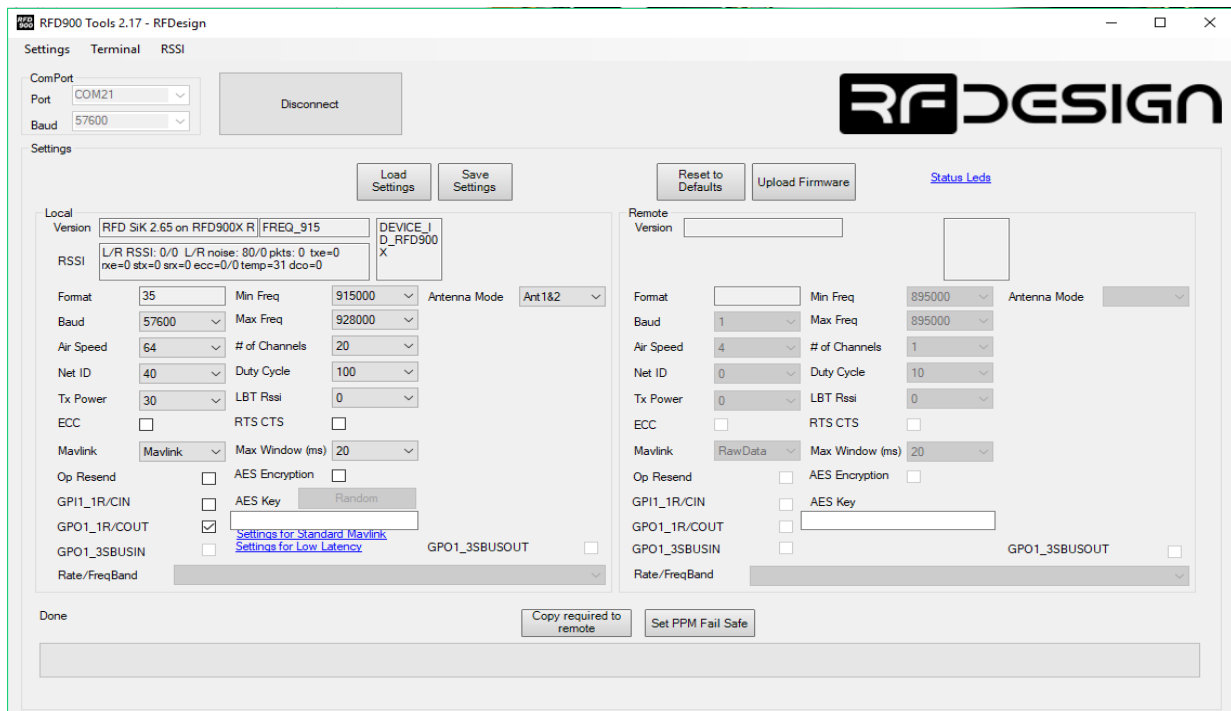 RFD900 Tools 2.17 - RFDesign
Settings Terminal RSSI
ComPort
Port COM21
Baud 57600
Disconnect
RFDESIGN
Settings
Load Settings
Save Settings
Reset to Defaults
Upload Firmware
Status Leds
Local
Version RFD SiK 2.65 on RFD900X R FREQ_915
DEVICE_I
D_RFD900
X
RSSI
L/R RSSI: 0/0 L/R noise: 80/0 pkts: 0 txe=0
rxe=0 stx=0 srx=0 ecc=0/0 temp=31 dco=0
Format 35 Min Freq 915000 Antenna Mode Ant1&2
Baud 57600 Max Freq 928000
Air Speed 64 # of Channels 20
Net ID 40 Duty Cycle 100
Tx Power 30 LBT Rssi 0
ECC RTS CTS
Mavlink Mavlink Max Window (ms) 20
Op Resend AES Encryption
GPI1_1R/CIN AES Key Random
GPO1_1R/COUT
Settings for Standard Mavlink
GPO1_3SBUSIN Settings for Low Latency GPO1_3SBUSOUT
Rate/FreqBand
Remote
Version
Format Min Freq 895000 Antenna Mode
Baud 1 Max Freq 895000
Air Speed 4 # of Channels 1
Net ID 0 Duty Cycle 10
Tx Power 0 LBT Rssi 0
ECC RTS CTS
Mavlink RawData Max Window (ms) 20
Op Resend AES Encryption
GPI1_1R/CIN AES Key
GPO1_1R/COUT
GPO1_3SBUSIN GPO1_3SBUSOUT
Rate/FreqBand
Done
Copy required to
remote
Set PPM Fail Safe